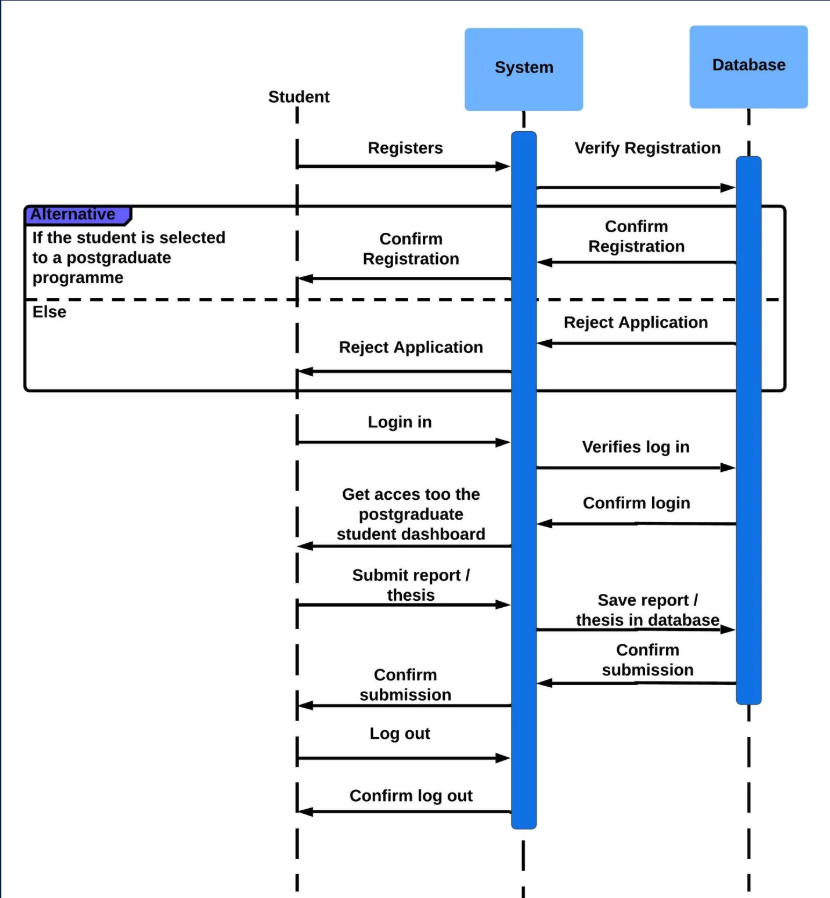 System
Database
Student
Registers
Verify Registration
Alternative
If the student is selected
to a postgraduate
programme
Confirm
Registration
Confirm
Registration
Else
Reject Application
Reject Application
Login in
Verifies log in
Get acces too the
postgraduate
student dashboard
Confirm login
Submit report /
thesis
Save report /
thesis in database
Confirm
submission
Confirm
submission
Log out
Confirm log out